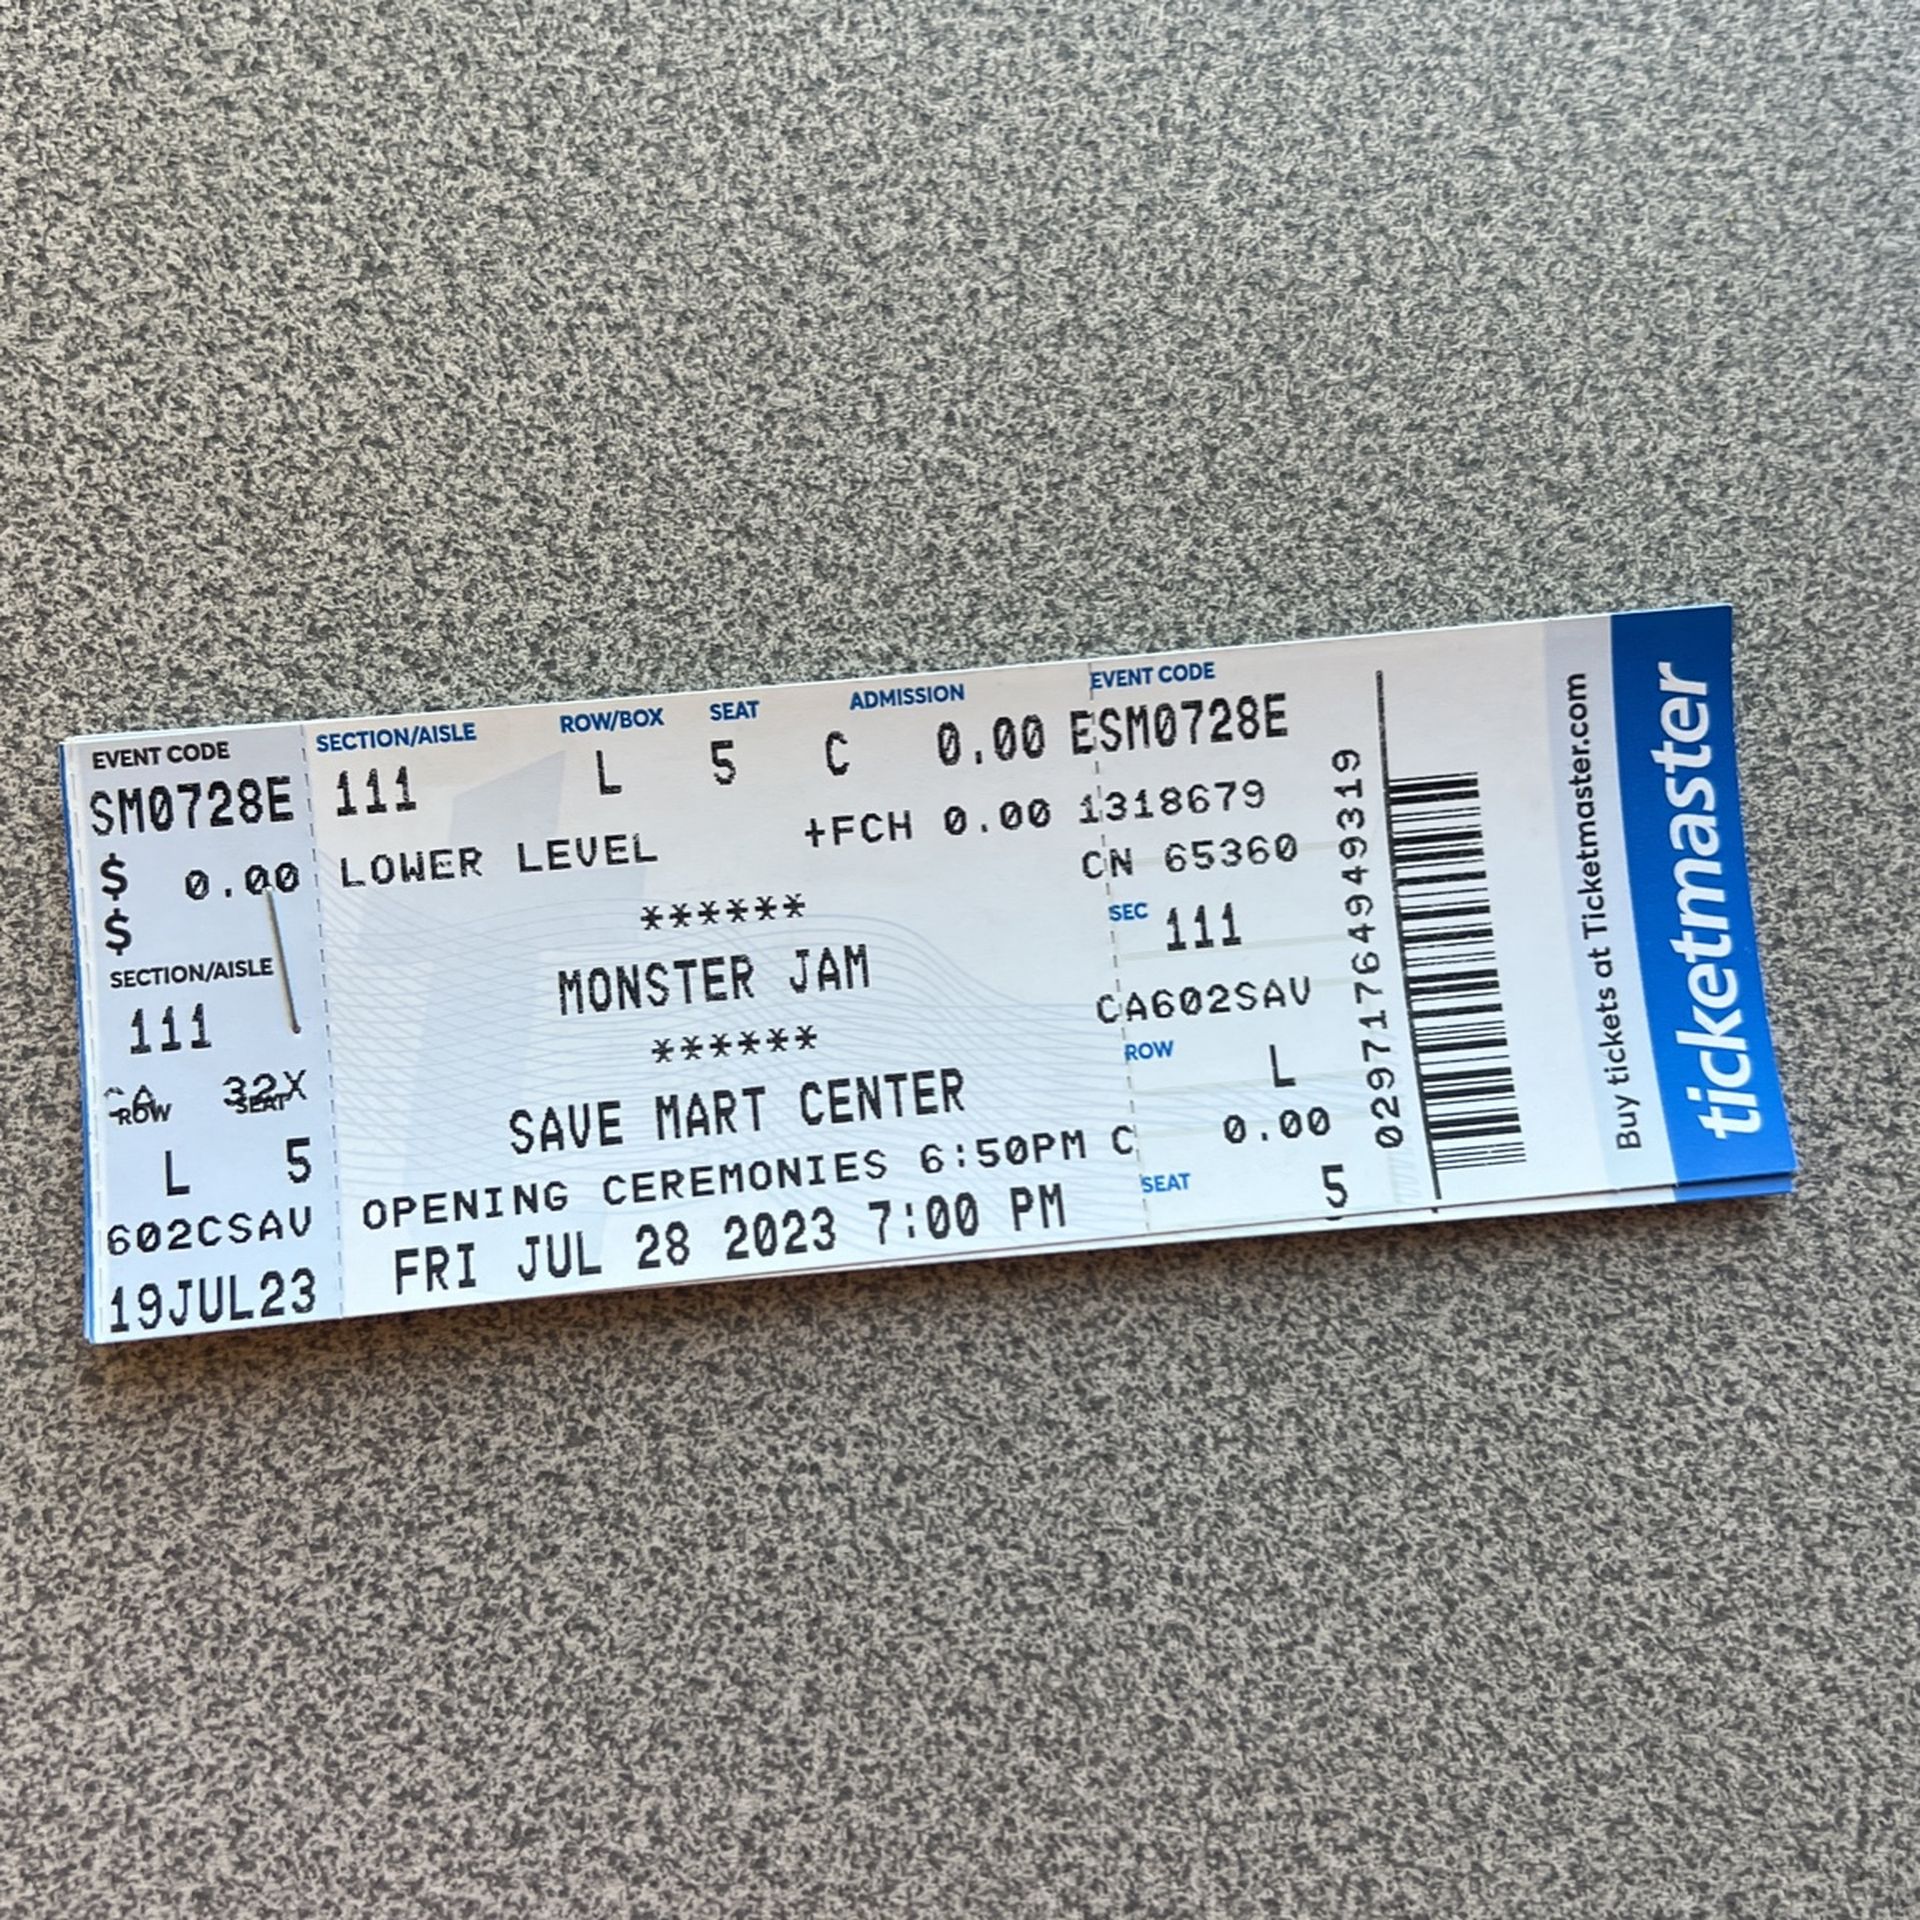 EVENT CODE
SM0728E
$ 0.00
$
SECTION/AISLE
111
CA 32X
ROW SEAT
L 5
602CSAV
19JUL23
SECTION/AISLE ROW/BOX SEAT ADMISSION
111 L 5 C 0.00
LOWER LEVEL +FCH 0.00
******
MONSTER JAM
******
SAVE MART CENTER
OPENING CEREMONIES 6:50PM C
FRI JUL 28 2023 7:00 PM
EVENT CODE
ESM0728E
1318679
CN 65360
SEC 111
CA602SAV
ROW L
0.00
SEAT 5
02971764949319
Buy tickets at Ticketmaster.com
ticketmaster